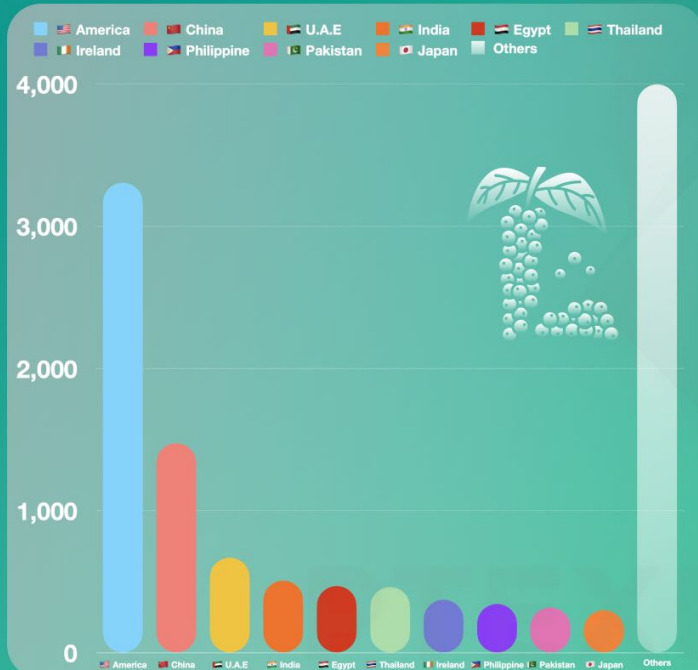 America China U.A.E India Egypt Thailand
Ireland Philippine Pakistan Japan Others
4,000
3,000
2,000
1,000
0
America China U.A.E India Egypt Thailand Ireland Philippine Pakistan Japan Others